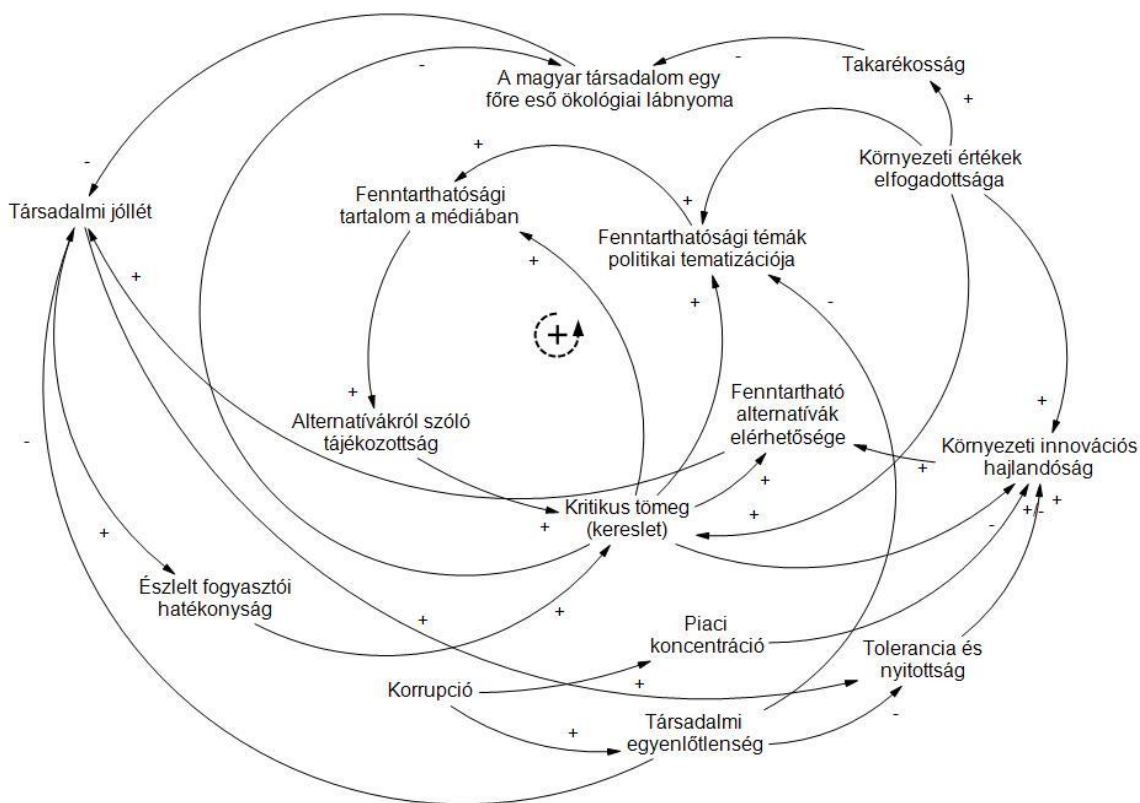 A magyar társadalom egy
főre eső ökológiai lábnyoma
Takarékosság
Környezeti értékek
elfogadottsága
Társadalmi jóllét
Fenntarthatósági
tartalom a médiában
Fenntarthatósági témák
politikai tematizációja
Alternatívákról szóló
tájékozottság
Fenntartható
alternatívák
elérhetősége
Környezeti innovációs
hajlandóság
Kritikus tömeg
(kereslet)
Észlelt fogyasztói
hatékonyság
Piaci
koncentráció
Tolerancia és
nyitottság
Korrupció
Társadalmi
egyenlőtlenség
-
-
+
+
-
+
+
+
+
-
+
+
+
+
-
+
+
+
-
+/-
+
+
+
+
+
+
+
-